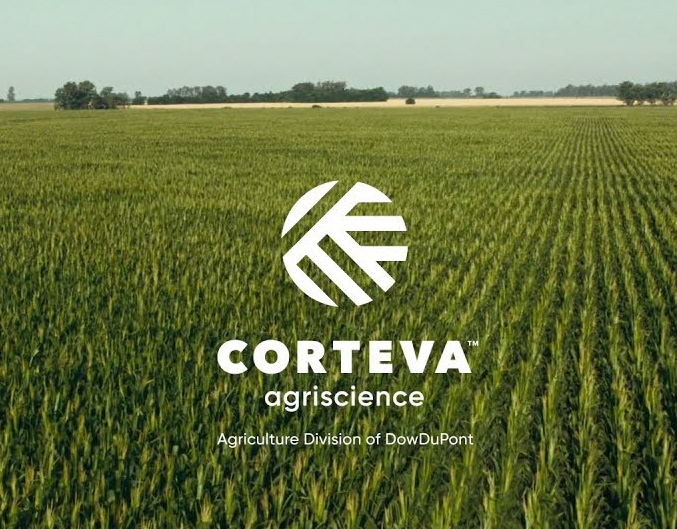 CORTEVA™
agriscience
Agriculture Division of DowDuPont